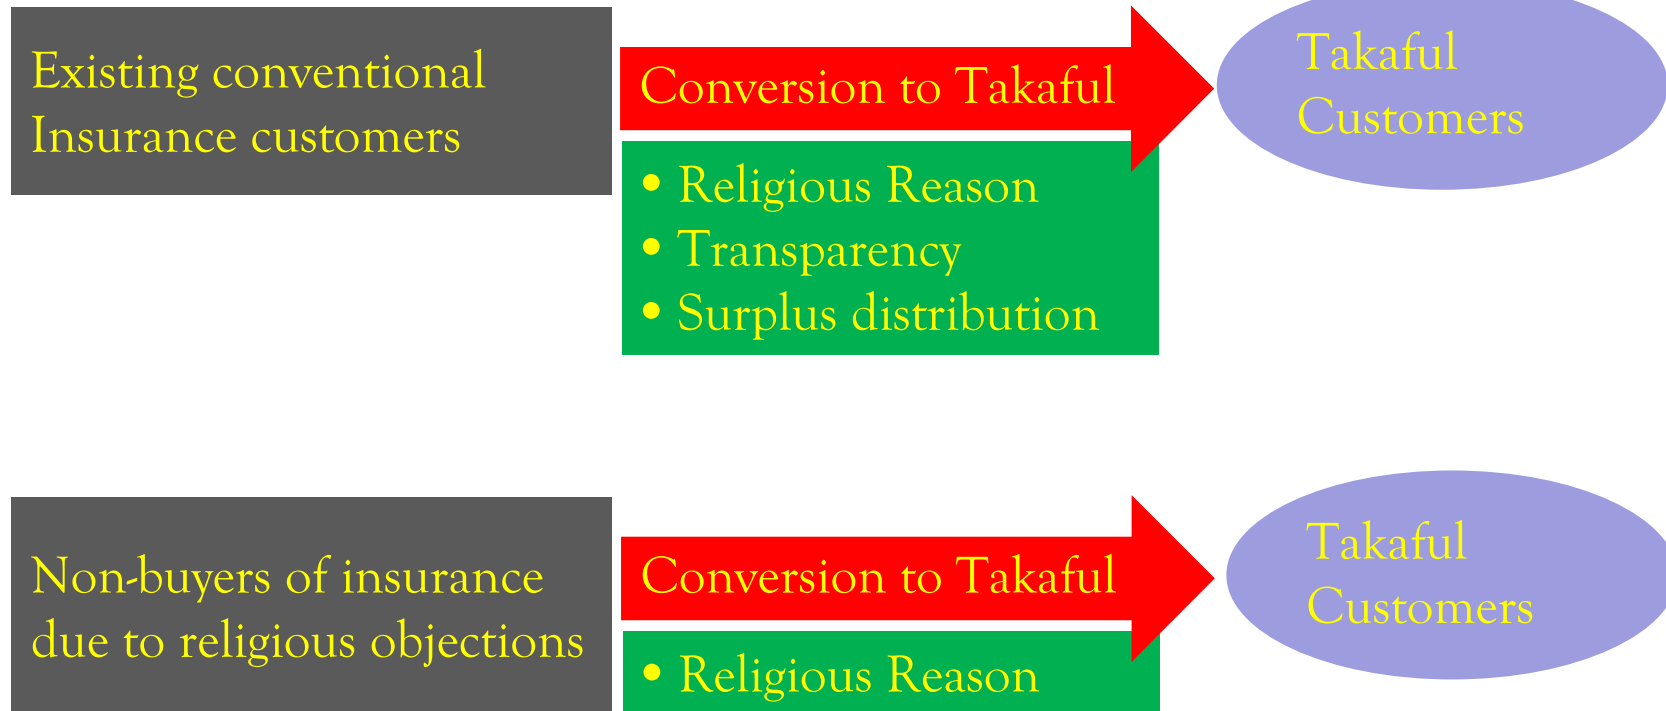 Existing conventional
Insurance customers
Conversion to Takaful
• Religious Reason
• Transparency
• Surplus distribution
Takaful
Customers
Non-buyers of insurance
due to religious objections
Conversion to Takaful
• Religious Reason
Takaful
Customers